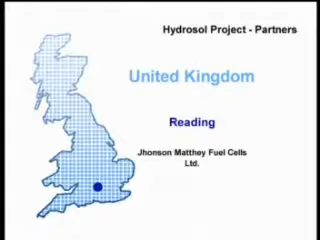 Hydrosol Project - Partners
United Kingdom
Reading
Jhonson Matthey Fuel Cells
Ltd.